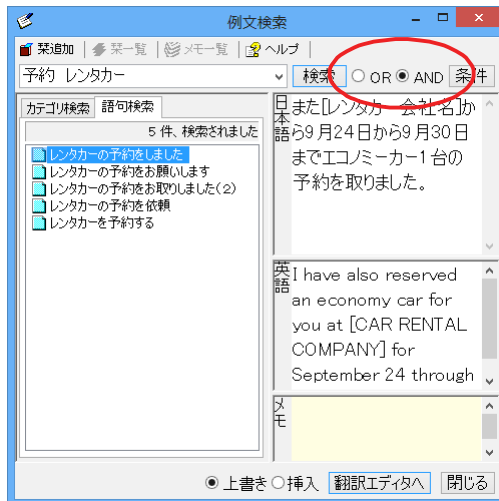 例文検索
栞追加 栞一覧 メモ一覧 ヘルプ
予約 レンタカー 検索 OR AND 条件
カテゴリ検索 語句検索
5 件、検索されました
レンタカーの予約をしました
レンタカーの予約をお願いします
レンタカーの予約をお取りしました(2)
レンタカーの予約を依頼
レンタカーを予約する
日本語
また[レンタカー会社名]か
ら9月24日から9月30日
までエコノミーカー1台の
予約を取りました。
英語
I have also reserved
an economy car for
you at [CAR RENTAL
COMPANY] for
September 24 through
メモ
上書き 挿入 翻訳エディタへ 閉じる